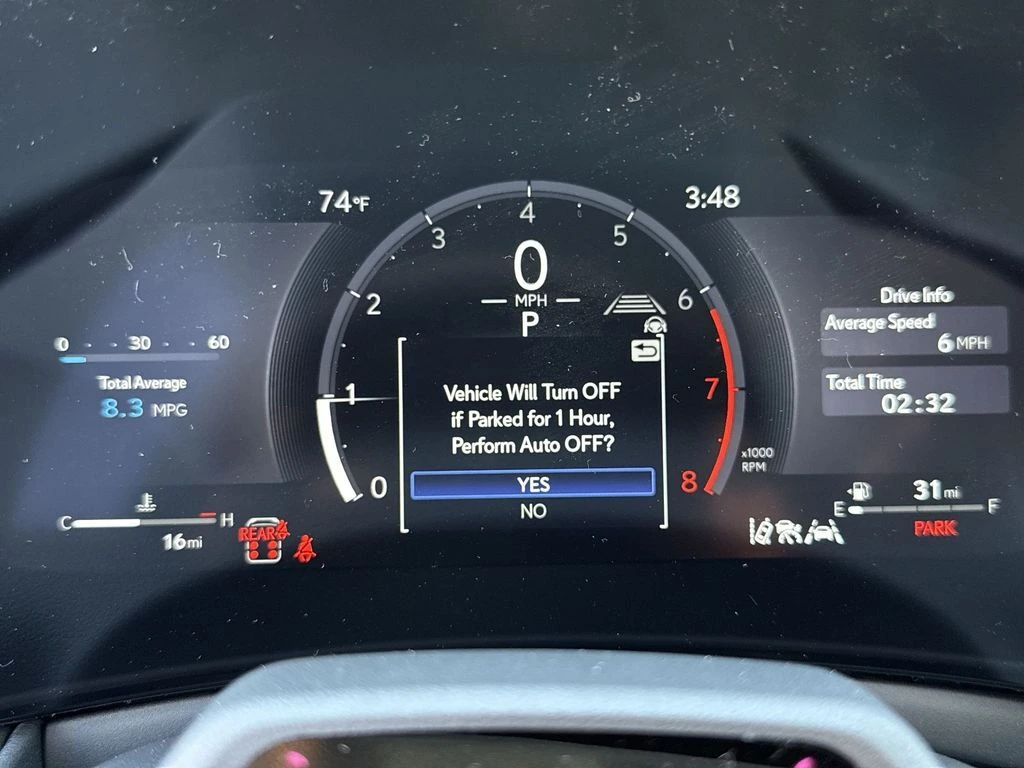 74°F
3:48
4
3
5
0
MPH
2
6
P
Drive Info
Average Speed
6 MPH
0 30 60
Total Average
8.3 MPG
1
Vehicle Will Turn OFF
if Parked for 1 Hour,
Perform Auto OFF?
YES
NO
7
Total Time
02:32
x1000
RPM
0
8
31 mi
E F
PARK
C H
16 mi
REAR